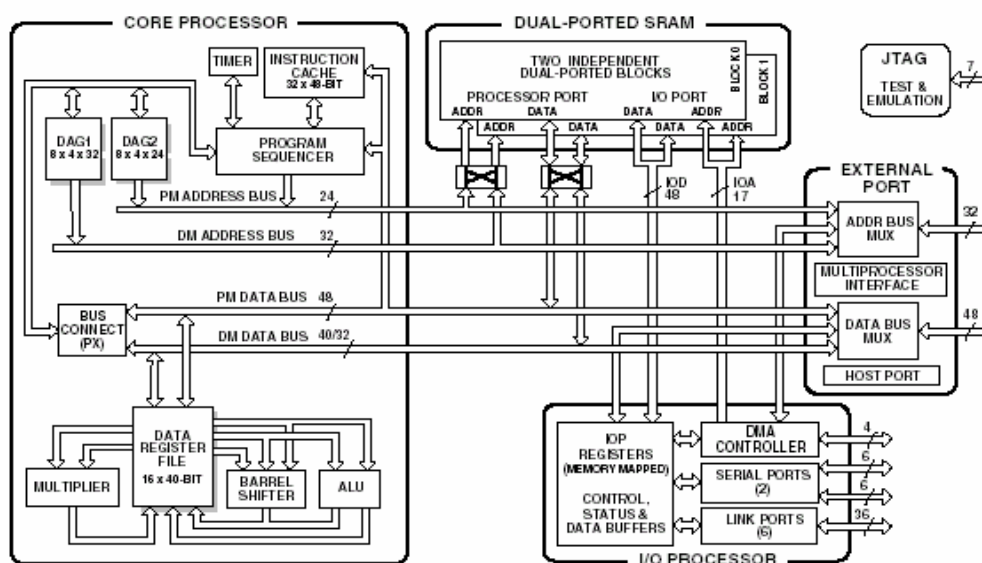 CORE PROCESSOR
TIMER
INSTRUCTION
CACHE
32 x 48-BIT
DAG1
8 x 4 x 32
DAG2
8 x 4 x 24
PROGRAM
SEQUENCER
PM ADDRESS BUS 24
DM ADDRESS BUS 32
PM DATA BUS 48
BUS
CONNECT
(PX)
DM DATA BUS 40/32
DATA
REGISTER
FILE
16 x 40-BIT
MULTIPLIER
BARREL
SHIFTER
ALU
DUAL-PORTED SRAM
TWO INDEPENDENT
DUAL-PORTED BLOCKS
BLOCK 0
BLOCK 1
PROCESSOR PORT
I/O PORT
ADDR
DATA
DATA
ADDR
ADDR
DATA
DATA
ADDR
IOD
48
IOA
17
JTAG
TEST &
EMULATION
7
EXTERNAL
PORT
ADDR BUS
MUX
32
MULTIPROCESSOR
INTERFACE
DATA BUS
MUX
48
HOST PORT
IOP
REGISTERS
(MEMORY MAPPED)
CONTROL,
STATUS &
DATA BUFFERS
DMA
CONTROLLER
4
SERIAL PORTS
(2)
6
6
LINK PORTS
(6)
36
I/O PROCESSOR